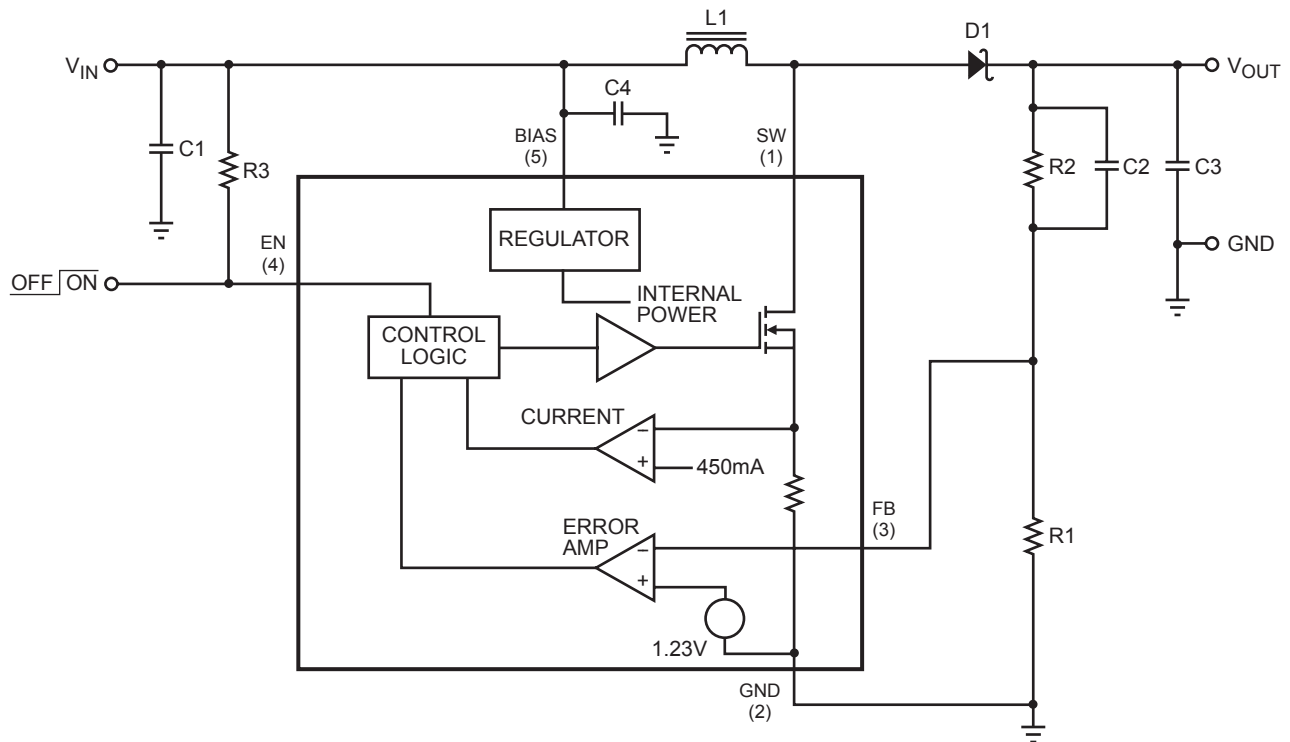 L1
D1
VIN
VOUT
C4
BIAS
(5)
SW
(1)
C1
R3
R2
C2
C3
REGULATOR
GND
EN
(4)
OFF ON
INTERNAL
POWER
CONTROL
LOGIC
CURRENT
−
+
450mA
FB
(3)
ERROR
AMP
−
+
R1
1.23V
GND
(2)